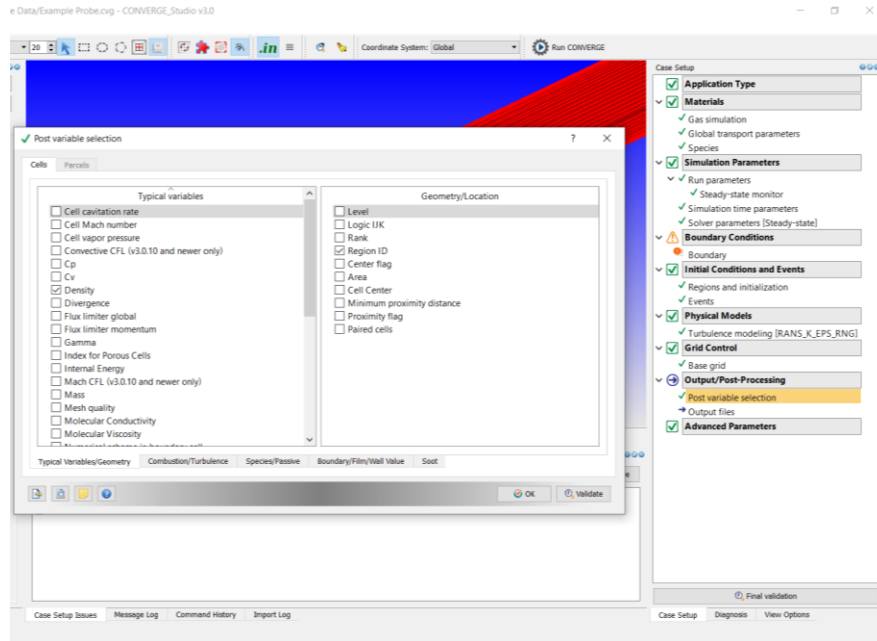 e Data/Example Probe.cvg - CONVERGE_Studio v3.0
20
.in
Coordinate System: Global
Run CONVERGE
Post variable selection
?
Cells
Parcels
Typical variables
Cell cavitation rate
Cell Mach number
Cell vapor pressure
Convective CFL (v3.0.10 and newer only)
Cp
Cv
Density
Divergence
Flux limiter global
Flux limiter momentum
Gamma
Index for Porous Cells
Internal Energy
Mach CFL (v3.0.10 and newer only)
Mass
Mesh quality
Molecular Conductivity
Molecular Viscosity
Geometry/Location
Level
Logic IJK
Rank
Region ID
Center flag
Area
Cell Center
Minimum proximity distance
Proximity flag
Paired cells
Typical Variables/Geometry
Combustion/Turbulence
Species/Passive
Boundary/Film/Wall Value
Soot
OK
Validate
Case Setup Issues
Message Log
Command History
Import Log
Case Setup
Application Type
Materials
Gas simulation
Global transport parameters
Species
Simulation Parameters
Run parameters
Steady-state monitor
Simulation time parameters
Solver parameters [Steady-state]
Boundary Conditions
Boundary
Initial Conditions and Events
Regions and initialization
Events
Physical Models
Turbulence modeling [RANS_K_EPS_RNG]
Grid Control
Base grid
Output/Post-Processing
Post variable selection
Output files
Advanced Parameters
Final validation
Case Setup
Diagnosis
View Options